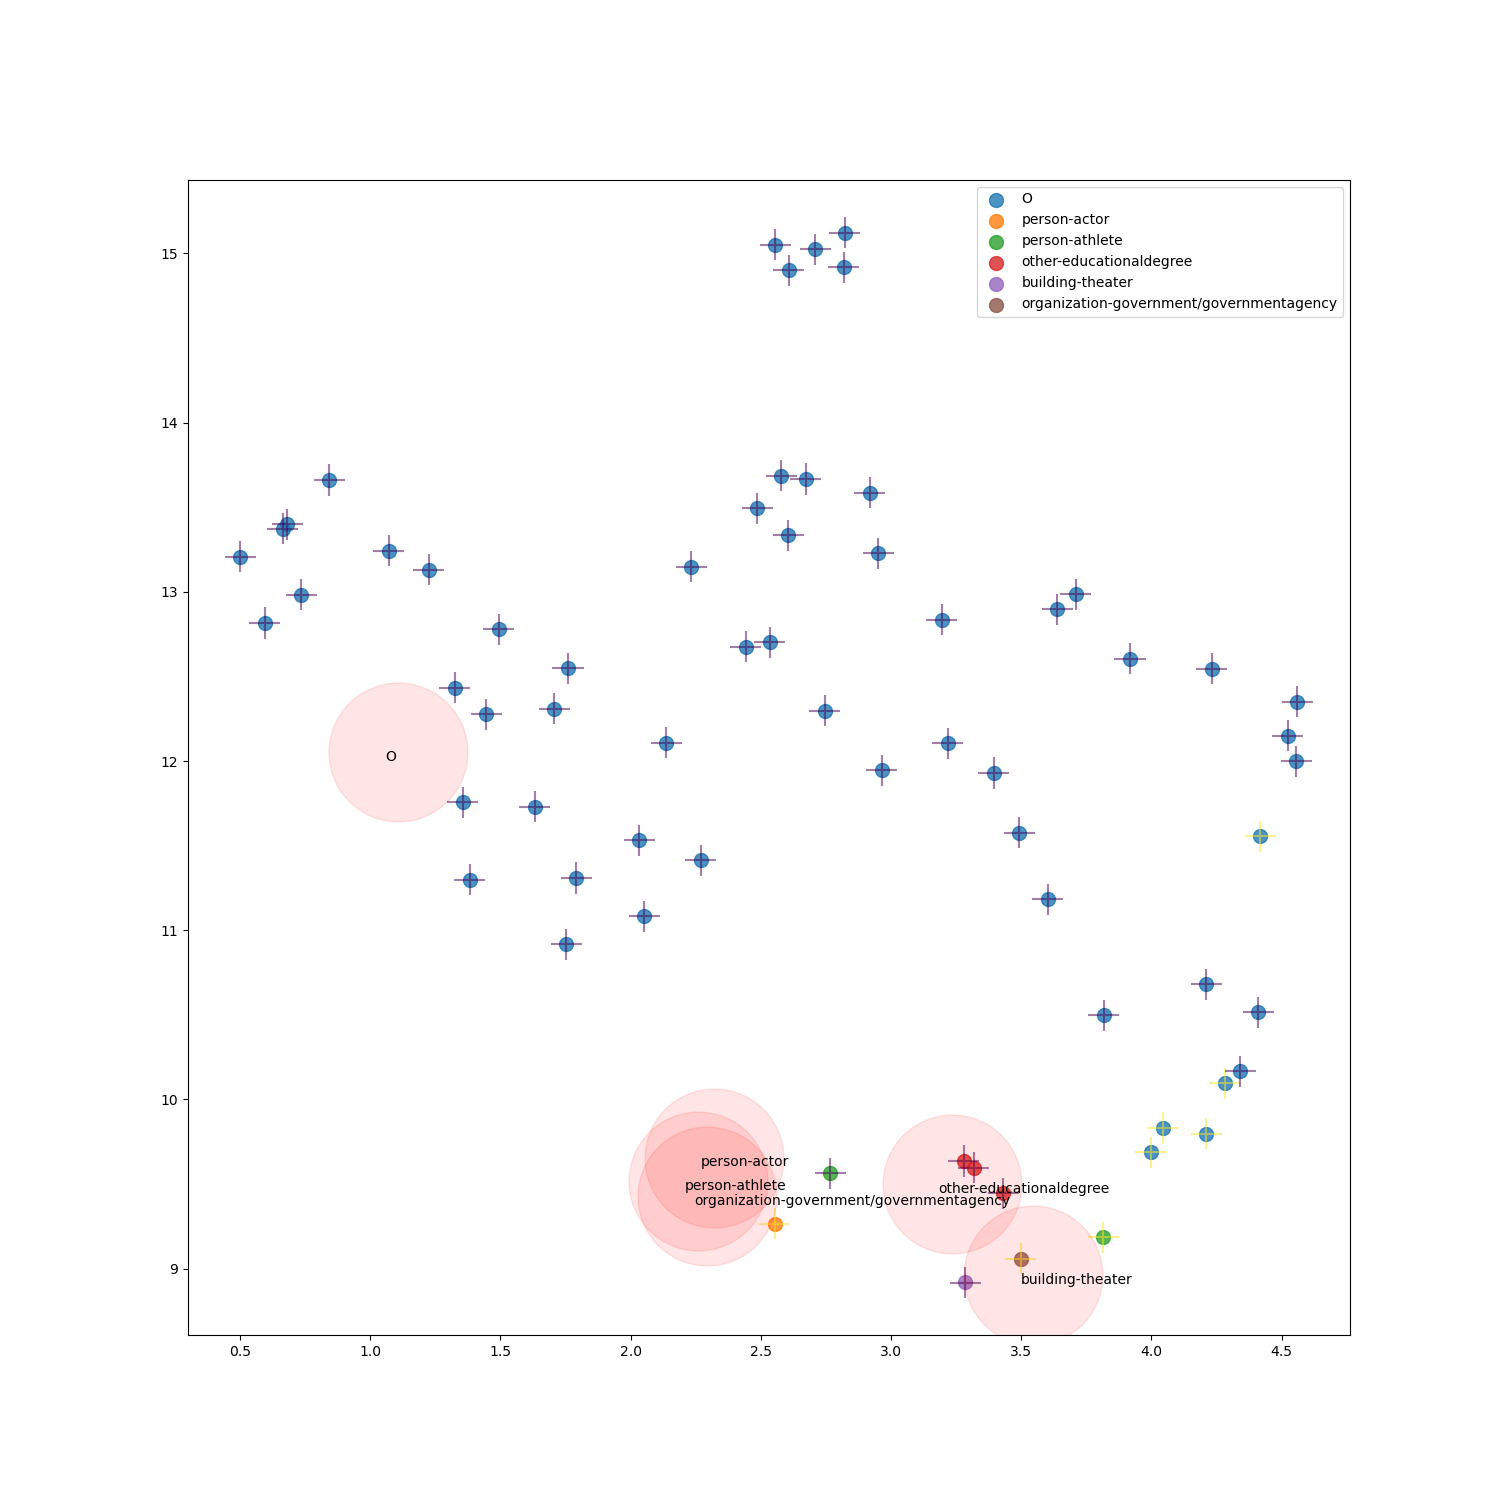 O
person-actor
person-athlete
other-educationaldegree
building-theater
organization-government/governmentagency
15
14
13
12
11
10
9
O
person-actor
person-athlete
other-educationaldegree
organization-government/governmentagency
building-theater
0.5 1.0 1.5 2.0 2.5 3.0 3.5 4.0 4.5